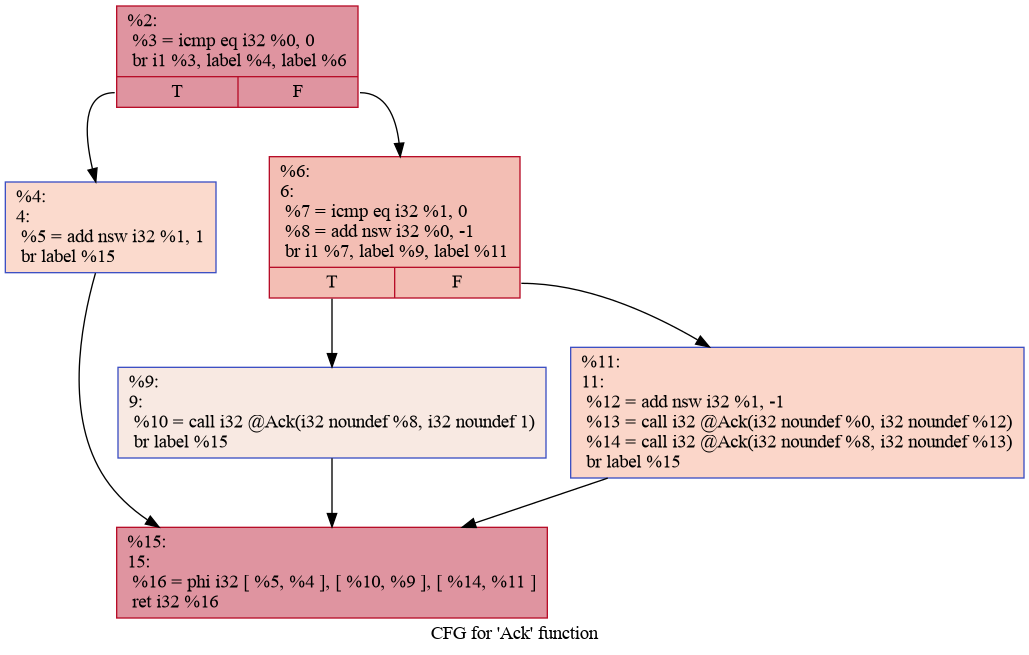 %2:
%3 = icmp eq i32 %0, 0
br i1 %3, label %4, label %6
T F
%4:
4:
%5 = add nsw i32 %1, 1
br label %15
%6:
6:
%7 = icmp eq i32 %1, 0
%8 = add nsw i32 %0, -1
br i1 %7, label %9, label %11
T F
%9:
9:
%10 = call i32 @Ack(i32 noundef %8, i32 noundef 1)
br label %15
%11:
11:
%12 = add nsw i32 %1, -1
%13 = call i32 @Ack(i32 noundef %0, i32 noundef %12)
%14 = call i32 @Ack(i32 noundef %8, i32 noundef %13)
br label %15
%15:
15:
%16 = phi i32 [ %5, %4 ], [ %10, %9 ], [ %14, %11 ]
ret i32 %16
CFG for 'Ack' function